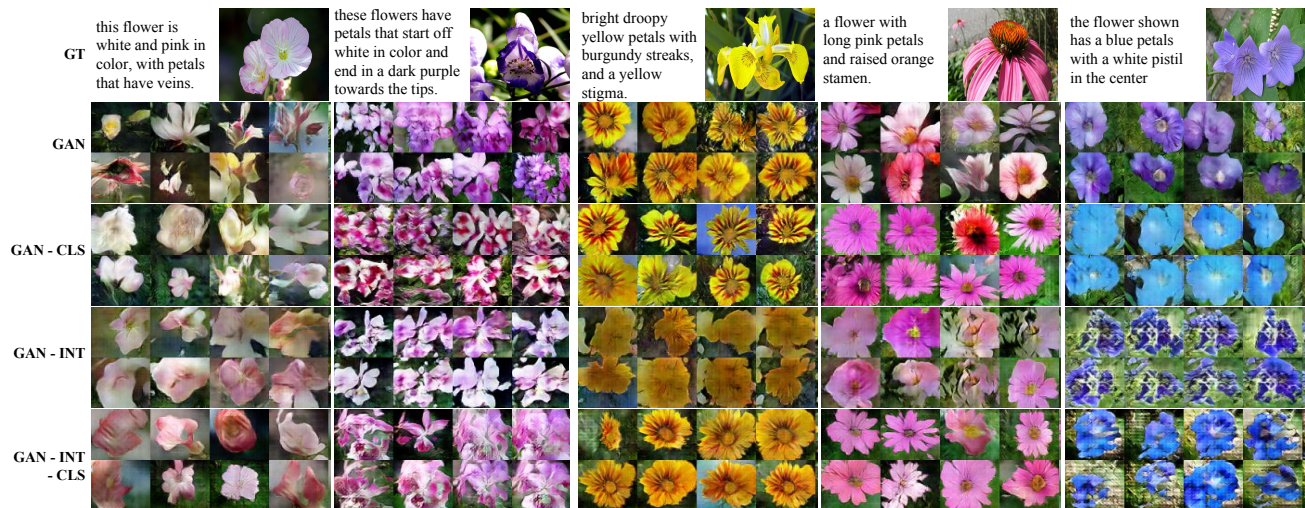 GT
this flower is
white and pink in
color, with petals
that have veins.
these flowers have
petals that start off
white in color and
end in a dark purple
towards the tips.
bright droopy
yellow petals with
burgundy streaks,
and a yellow
stigma.
a flower with
long pink petals
and raised orange
stamen.
the flower shown
has a blue petals
with a white pistil
in the center
GAN
GAN - CLS
GAN - INT
GAN - INT
- CLS